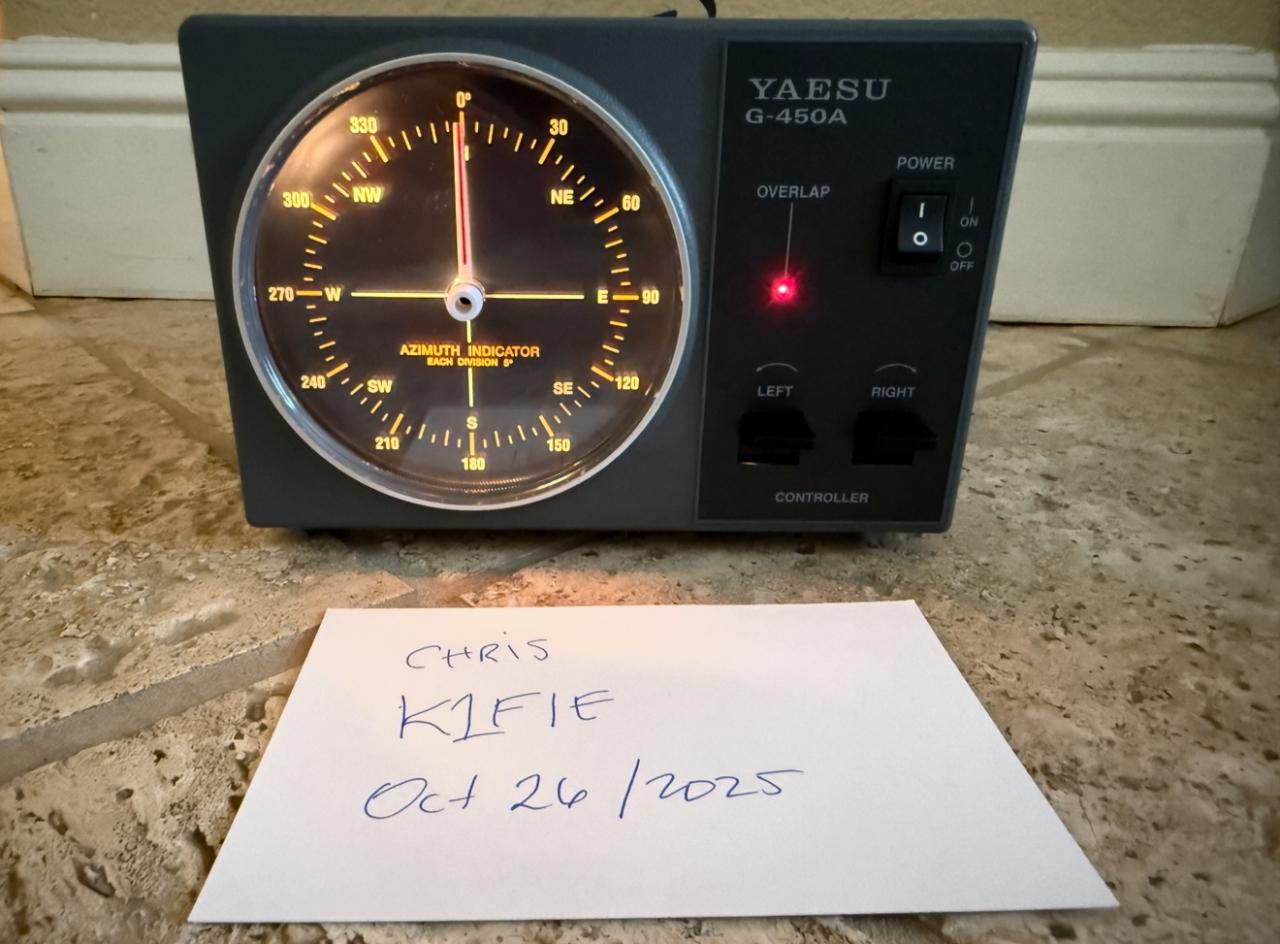 YAESU
G-450A
POWER
I
O
ON
OFF
OVERLAP
LEFT
RIGHT
CONTROLLER
0°
30
60
90
120
150
180
210
240
270
300
330
NW
NE
W
E
SW
SE
S
AZIMUTH INDICATOR
EACH DIVISION 5°
CHRIS
K1FIE
Oct 26/2025